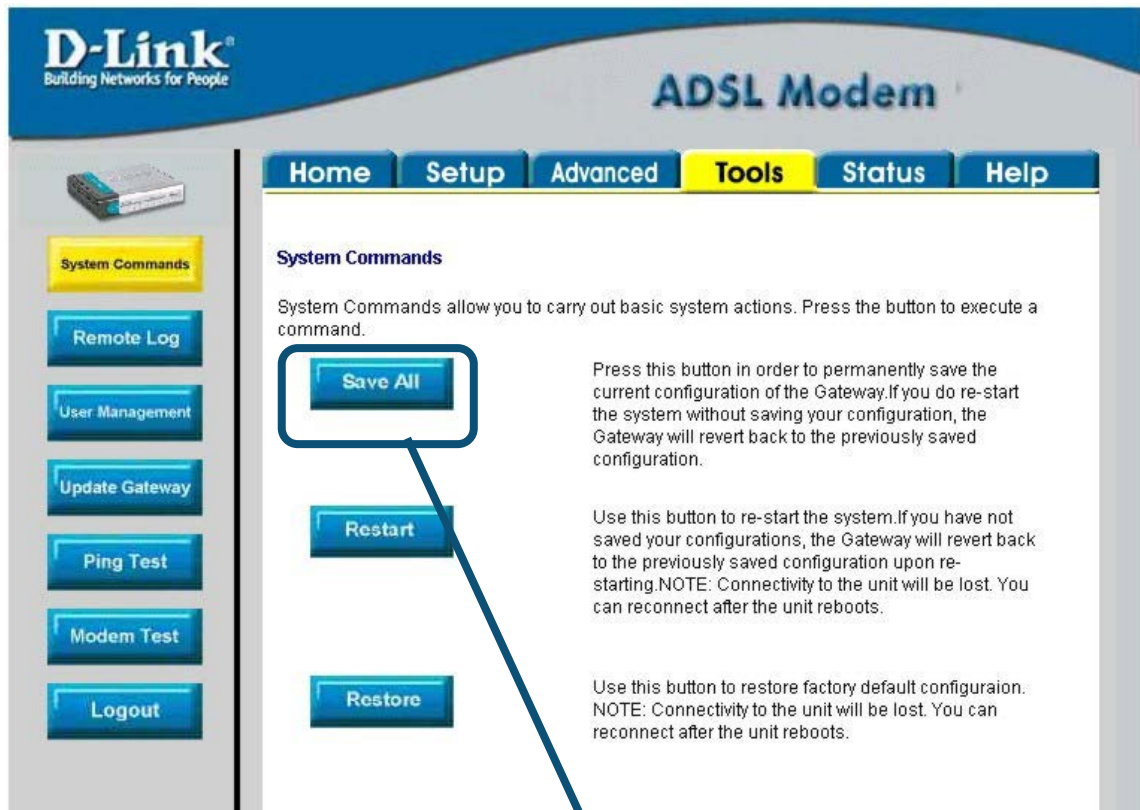 D-Link
Building Networks for People
ADSL Modem
Home
Setup
Advanced
Tools
Status
Help
System Commands
Remote Log
User Management
Update Gateway
Ping Test
Modem Test
Logout
System Commands
System Commands allow you to carry out basic system actions. Press the button to execute a
command.
Save All
Press this button in order to permanently save the
current configuration of the Gateway.If you do re-start
the system without saving your configuration, the
Gateway will revert back to the previously saved
configuration.
Restart
Use this button to re-start the system.If you have not
saved your configurations, the Gateway will revert back
to the previously saved configuration upon re-
starting.NOTE: Connectivity to the unit will be lost. You
can reconnect after the unit reboots.
Restore
Use this button to restore factory default configuraion.
NOTE: Connectivity to the unit will be lost. You can
reconnect after the unit reboots.